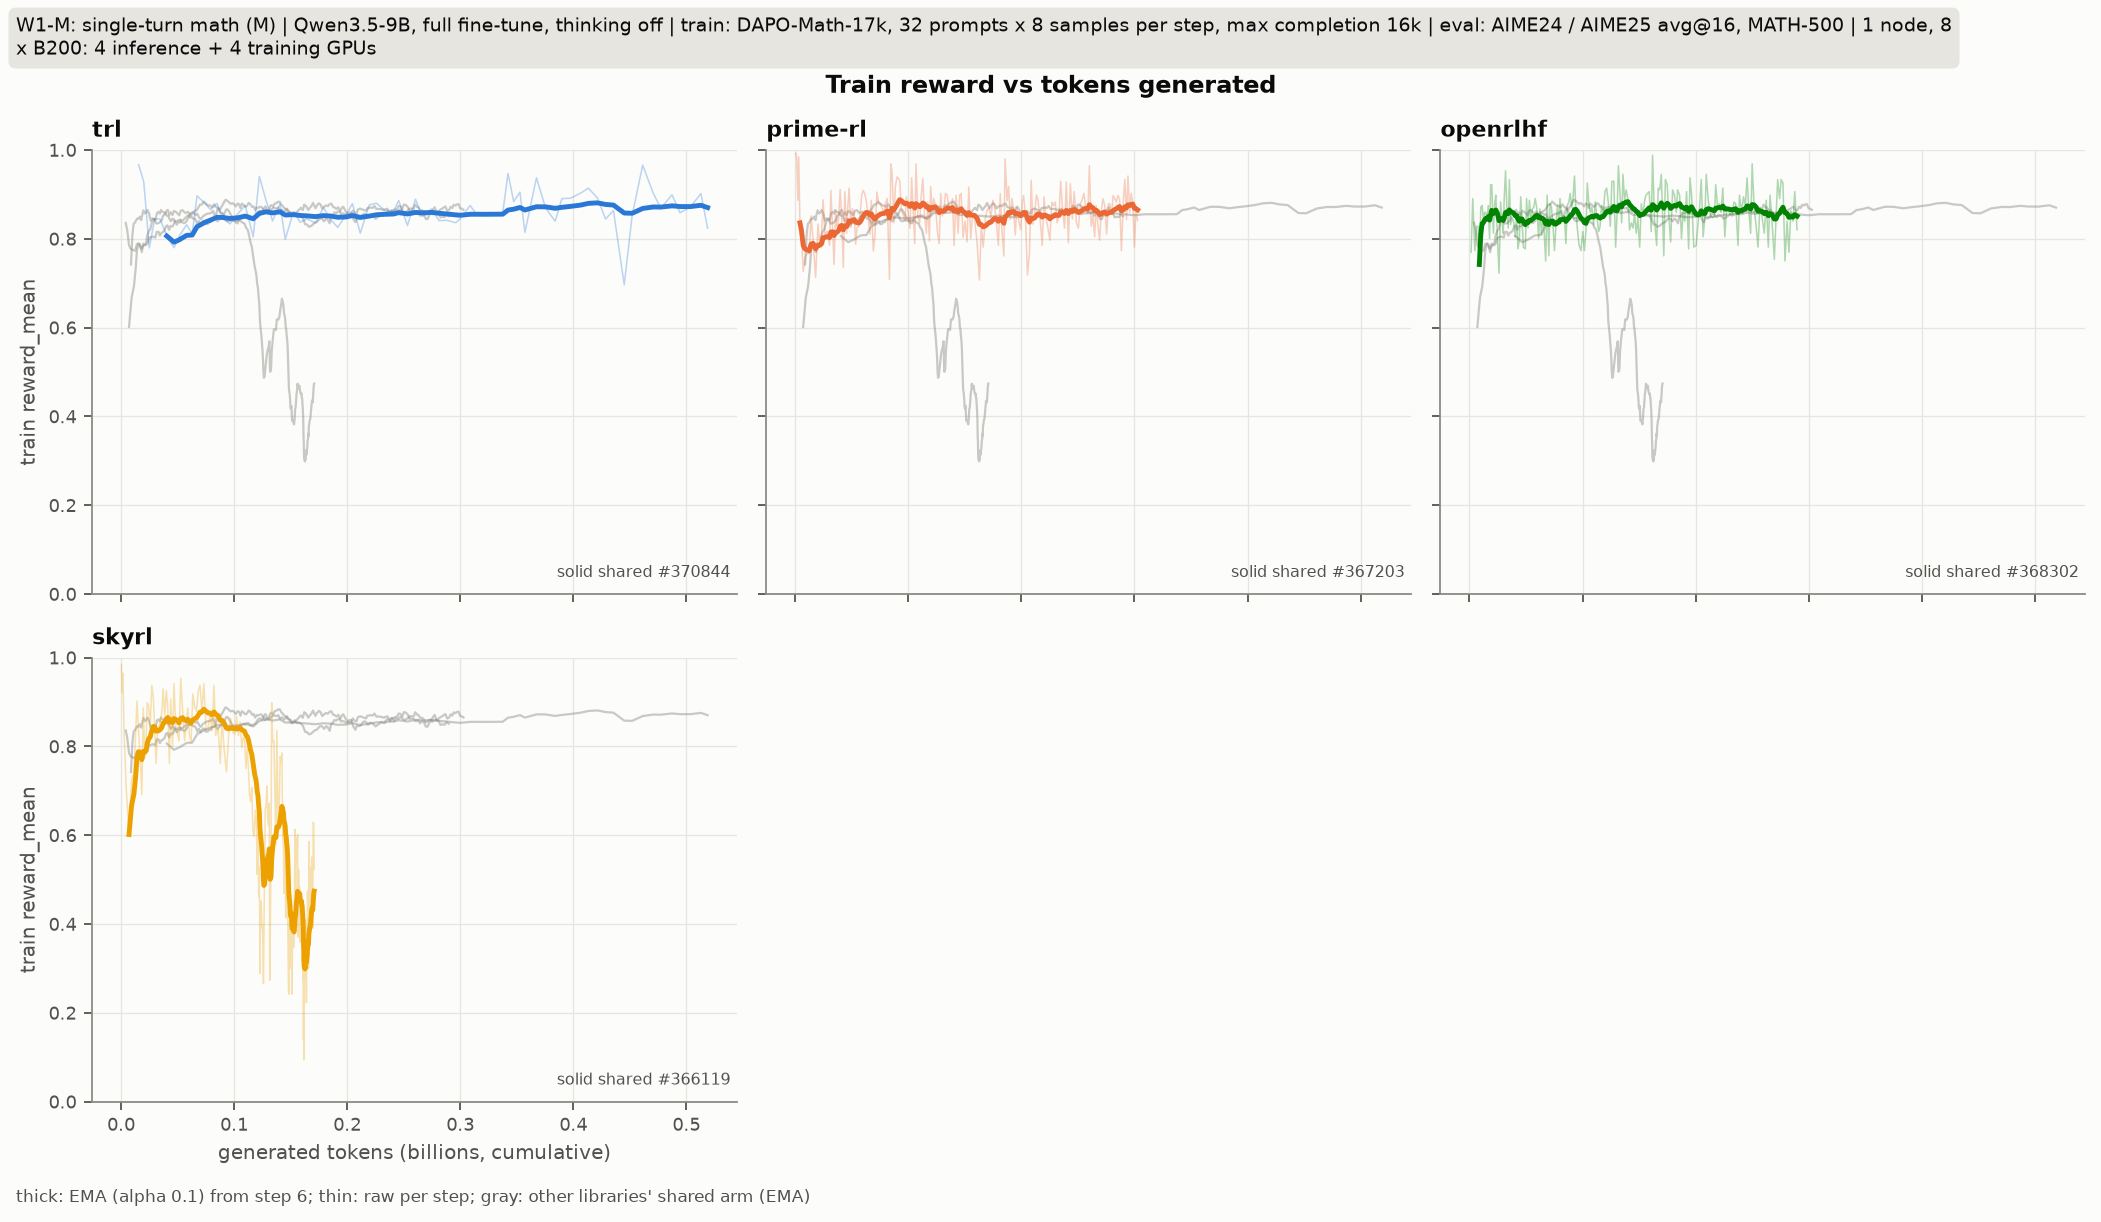 W1-M: single-turn math (M) | Qwen3.5-9B, full fine-tune, thinking off | train: DAPO-Math-17k, 32 prompts x 8 samples per step, max completion 16k | eval: AIME24 / AIME25 avg@16, MATH-500 | 1 node, 8
x B200: 4 inference + 4 training GPUs
Train reward vs tokens generated
trl
prime-rl
openrlhf
1.0
0.8
0.6
0.4
0.2
0.0
train reward_mean
solid shared #370844
solid shared #367203
solid shared #368302
skyrl
1.0
0.8
0.6
0.4
0.2
0.0
train reward_mean
solid shared #366119
0.0 0.1 0.2 0.3 0.4 0.5
generated tokens (billions, cumulative)
thick: EMA (alpha 0.1) from step 6; thin: raw per step; gray: other libraries' shared arm (EMA)